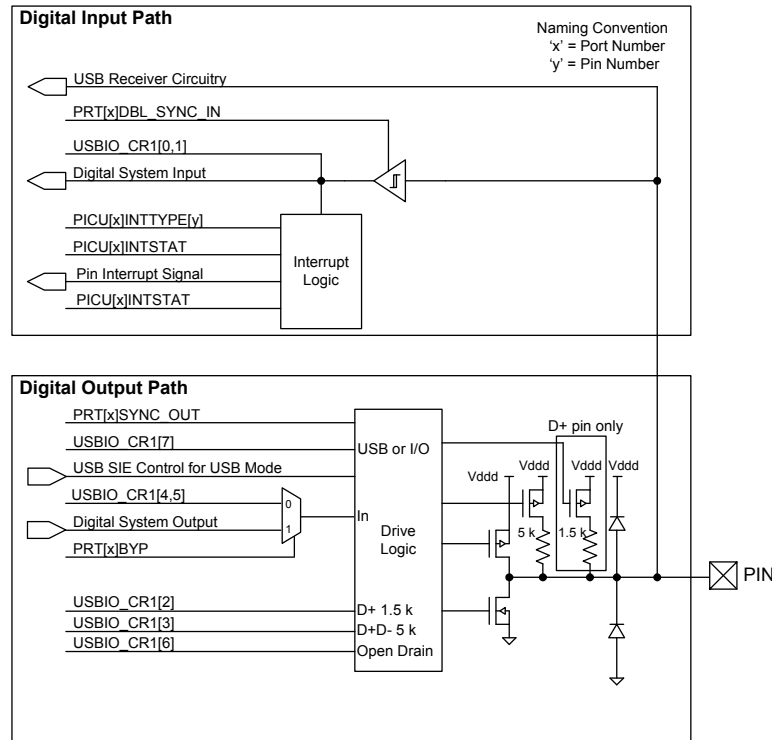 Digital Input Path
Naming Convention
'x' = Port Number
'y' = Pin Number
USB Receiver Circuitry
PRT[x]DBL_SYNC_IN
USBIO_CR1[0,1]
Digital System Input
PICU[x]INTTYPE[y]
PICU[x]INTSTAT
Pin Interrupt Signal
PICU[x]INTSTAT
Interrupt
Logic
Digital Output Path
PRT[x]SYNC_OUT
USBIO_CR1[7]
USB SIE Control for USB Mode
USBIO_CR1[4,5]
Digital System Output
PRT[x]BYP
0
1
USB or I/O
In
Drive
Logic
D+ pin only
Vddd
Vddd
Vddd
Vddd
5 k
1.5 k
PIN
USBIO_CR1[2]
USBIO_CR1[3]
USBIO_CR1[6]
D+ 1.5 k
D+D- 5 k
Open Drain